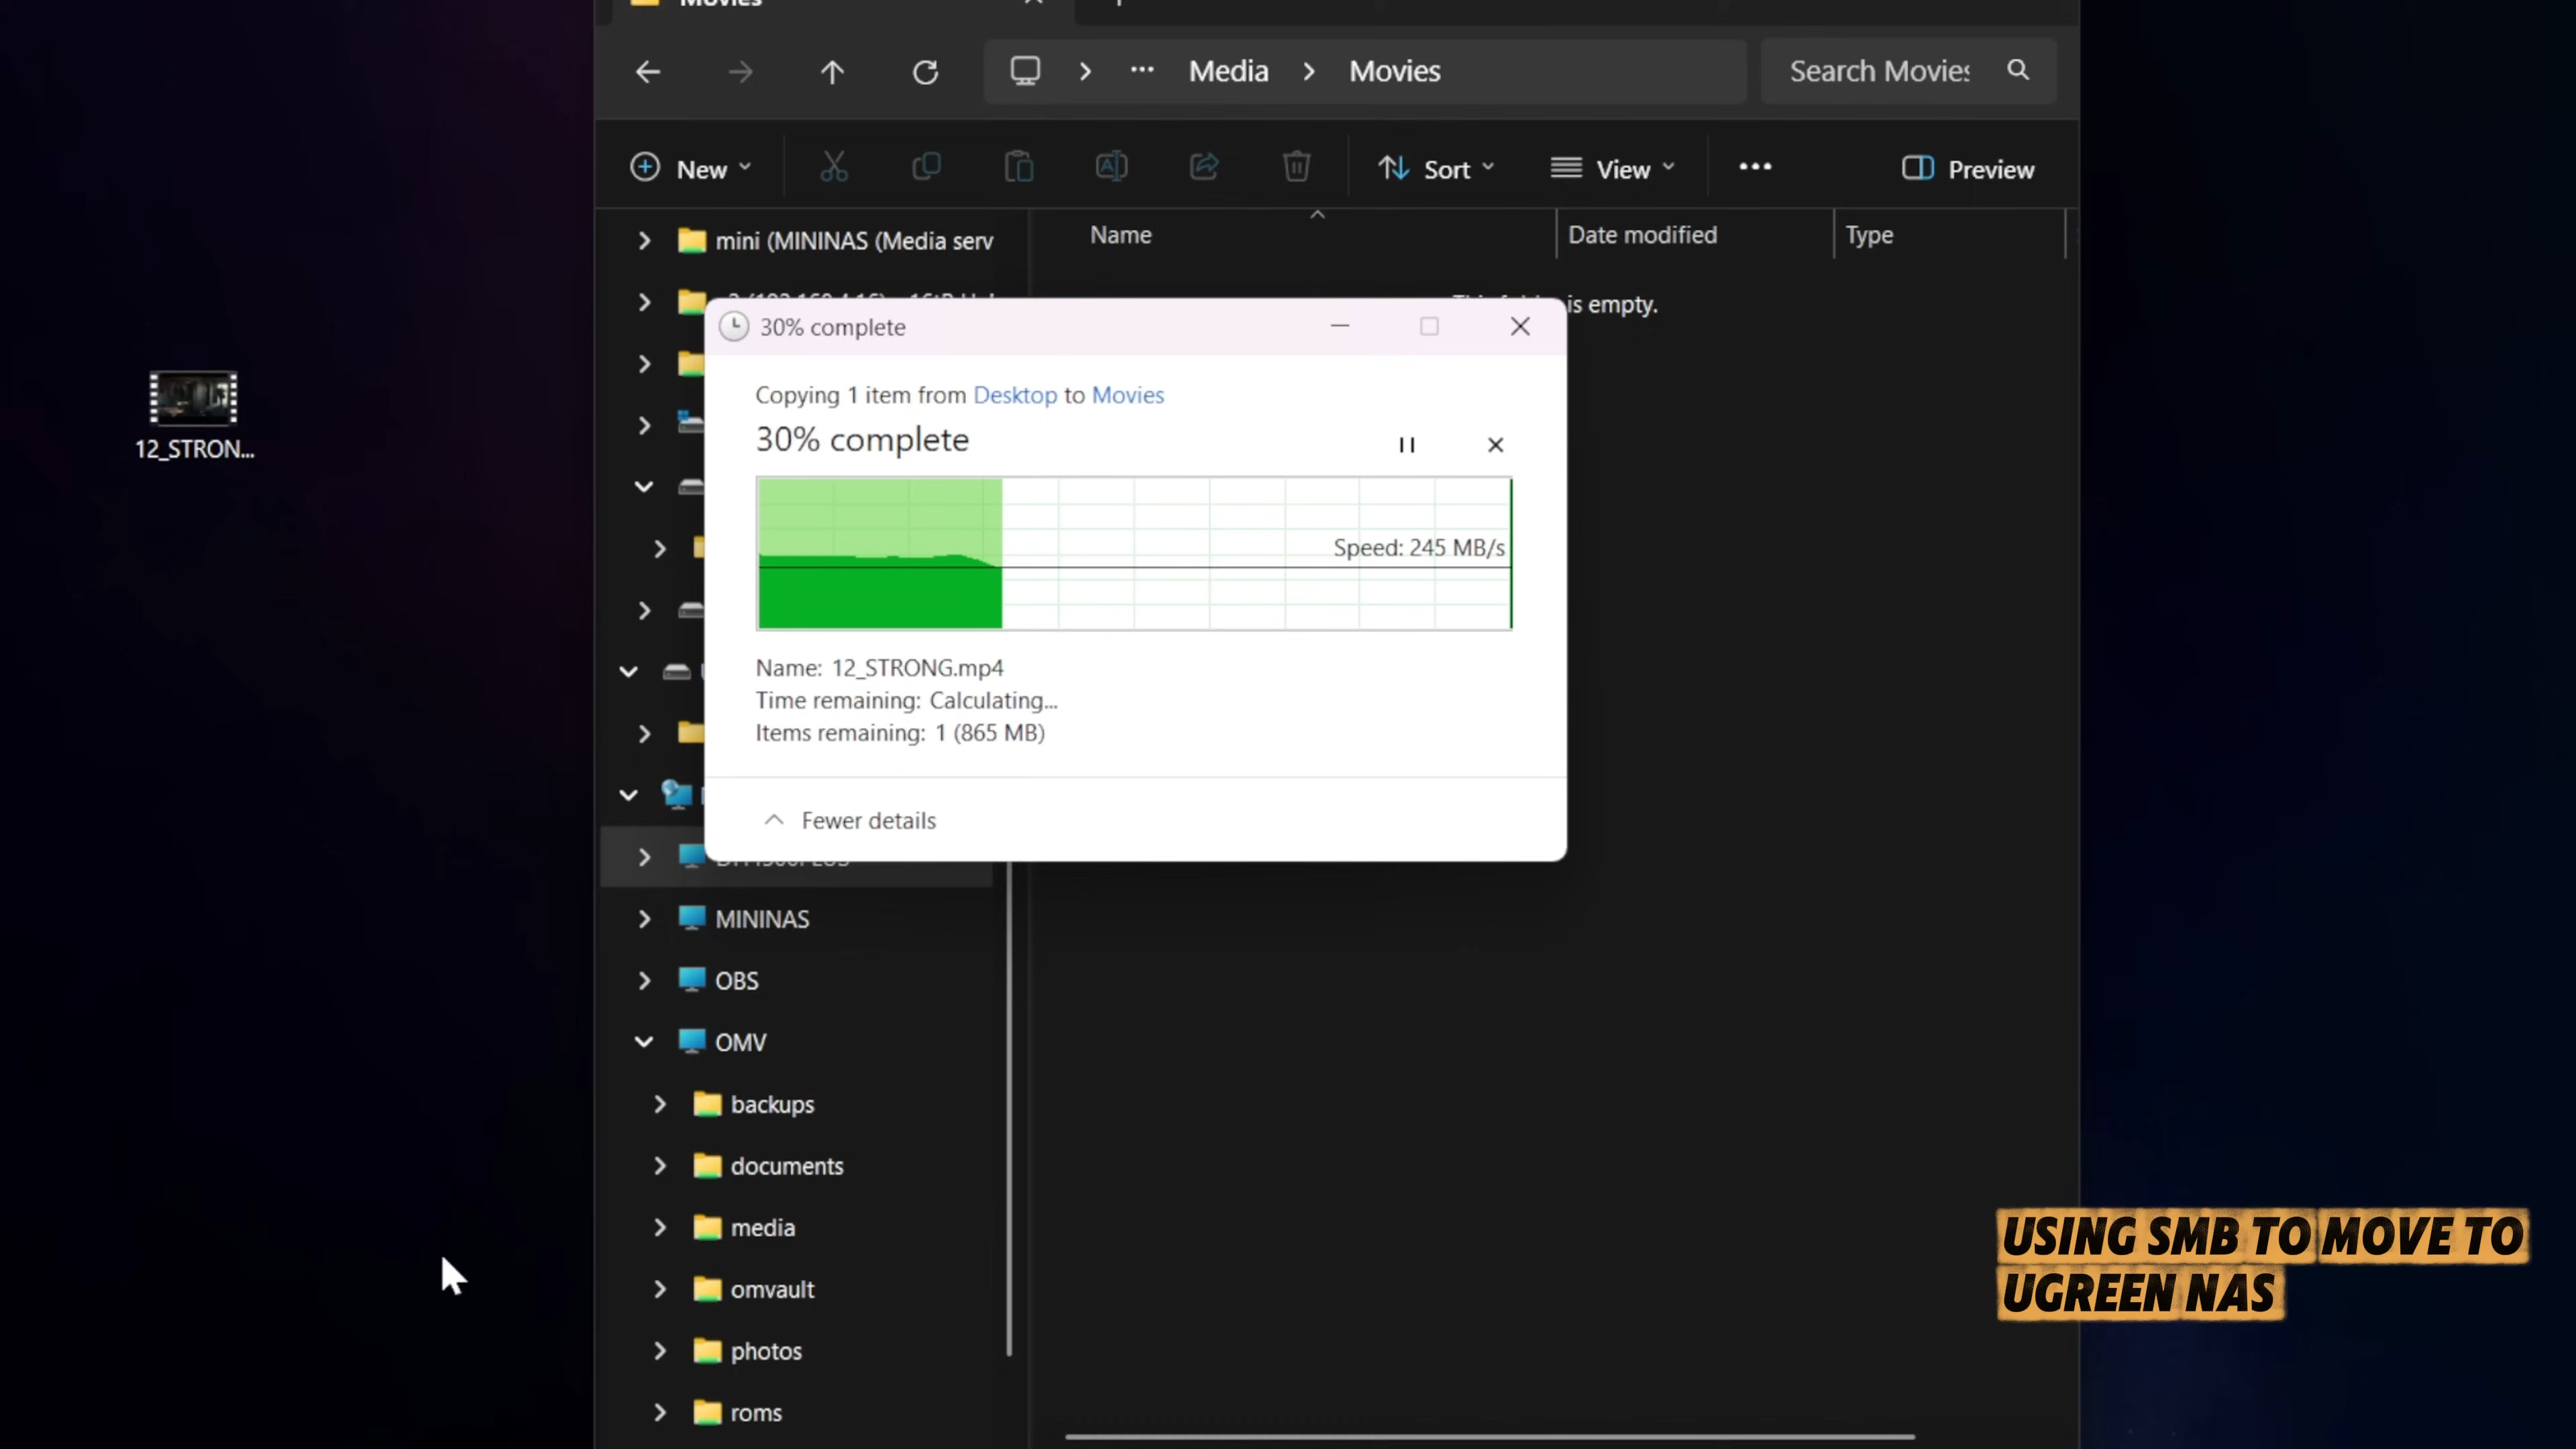 Movies
Media > Movies
Search Movies
New
Sort
View
Preview
Name
Date modified
Type
mini (MININAS (Media serv
is empty.
12_STRON...
30% complete
Copying 1 item from Desktop to Movies
30% complete
Speed: 245 MB/s
Name: 12_STRONG.mp4
Time remaining: Calculating...
Items remaining: 1 (865 MB)
Fewer details
MININAS
OBS
OMV
backups
documents
media
omvault
photos
roms
USING SMB TO MOVE TO
UGREEN NAS